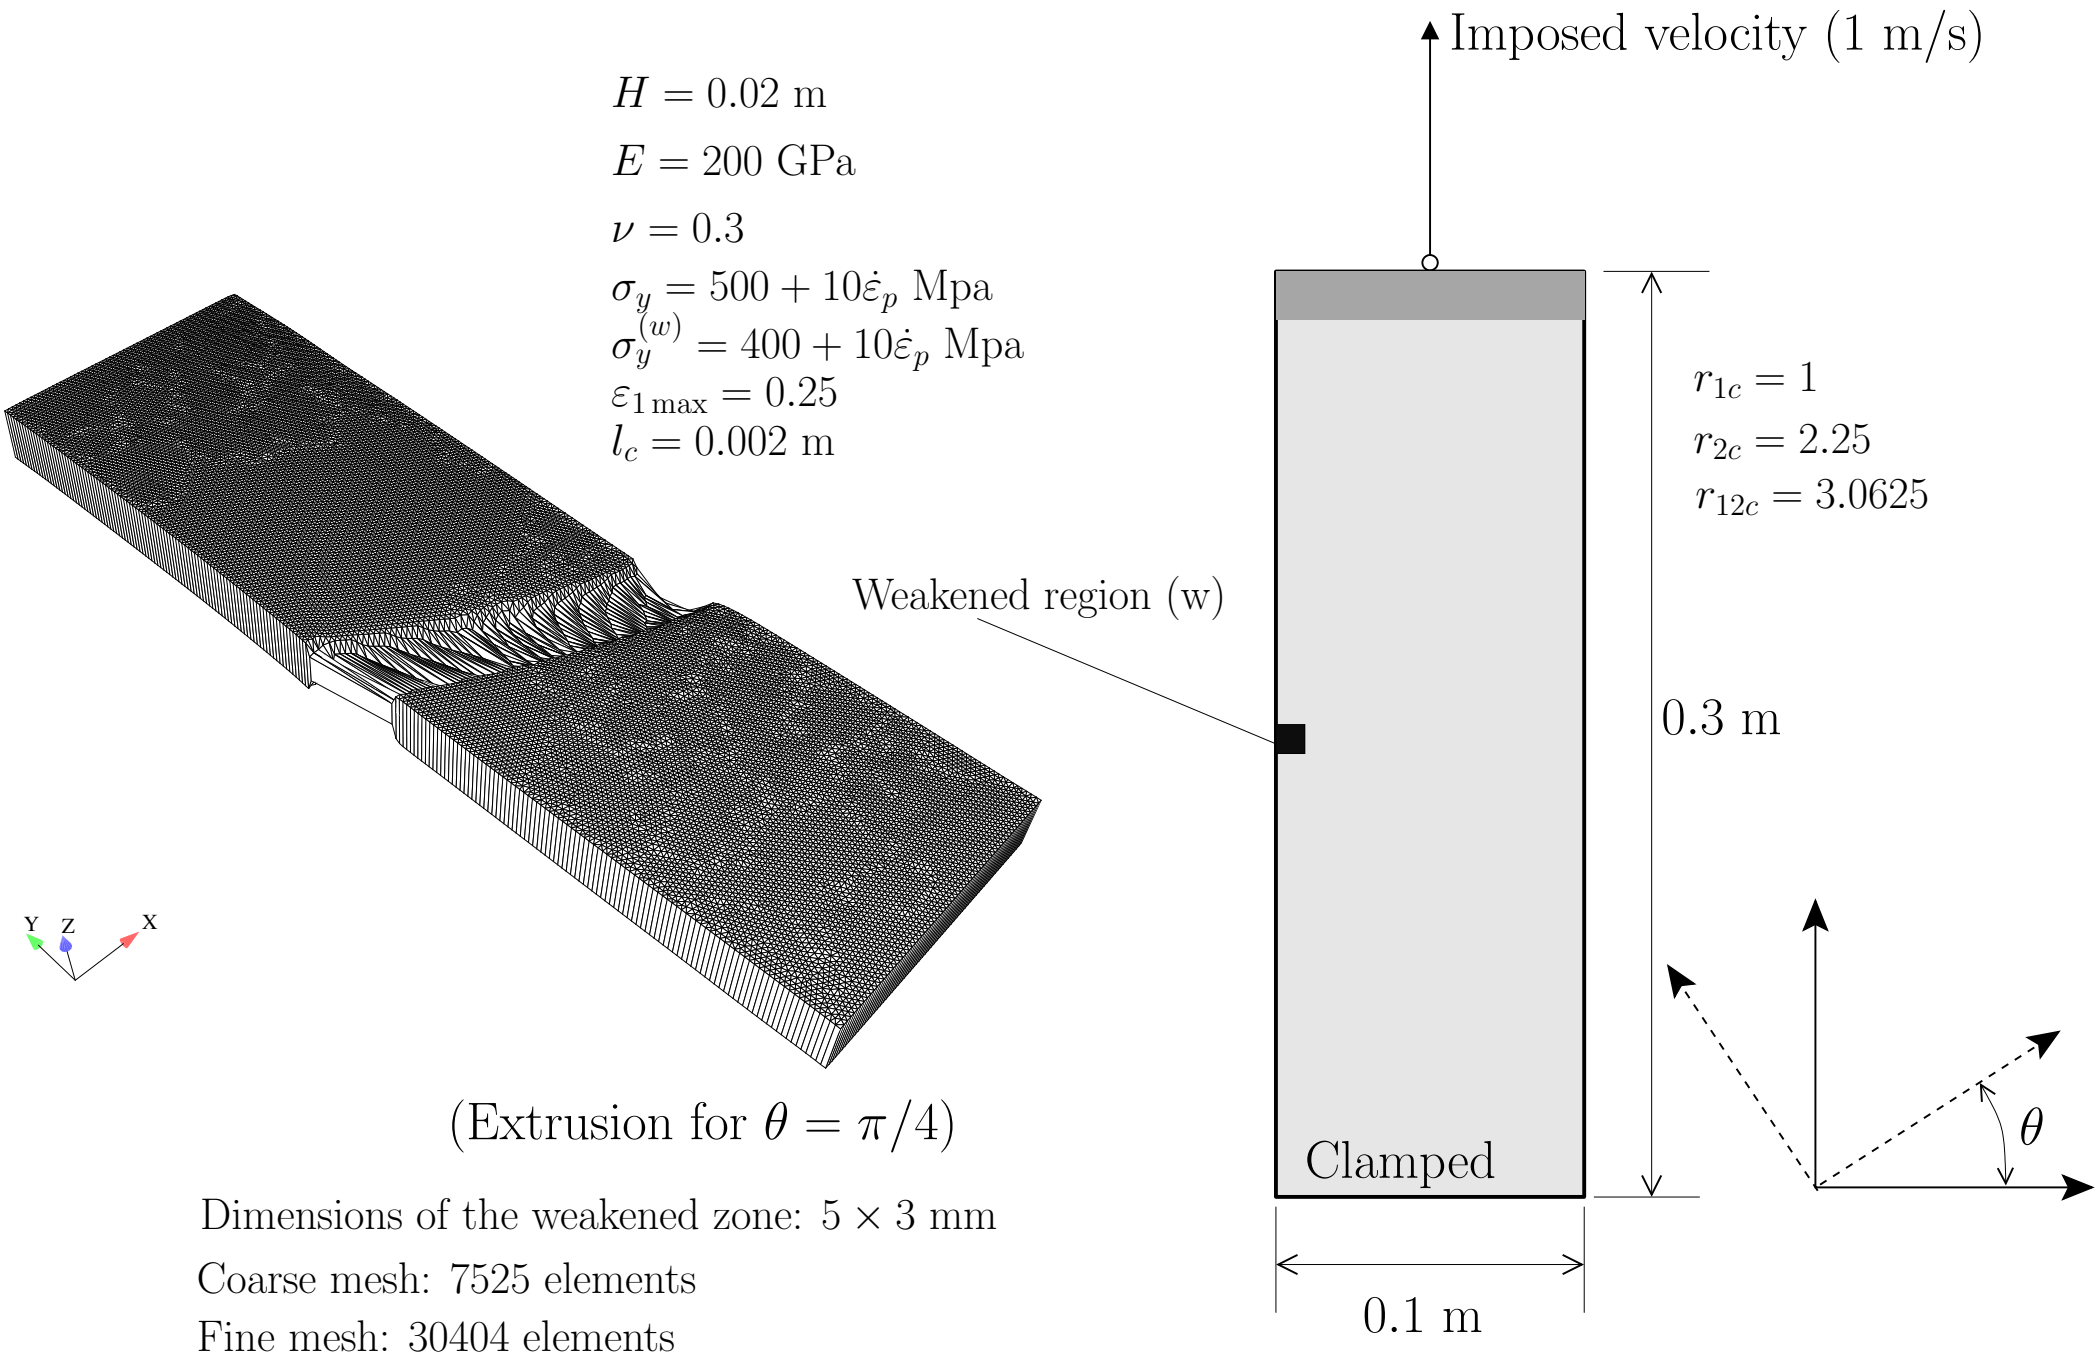 Imposed velocity (1 m/s)
H = 0.02 m
E = 200 GPa
ν = 0.3
σ_y = 500 + 10ε̇_p Mpa
σ_y^(w) = 400 + 10ε̇_p Mpa
ε_1 max = 0.25
l_c = 0.002 m
r_1c = 1
r_2c = 2.25
r_12c = 3.0625
Weakened region (w)
0.3 m
Y Z X
θ
Clamped
(Extrusion for θ = π/4)
Dimensions of the weakened zone: 5 × 3 mm
Coarse mesh: 7525 elements
Fine mesh: 30404 elements
0.1 m